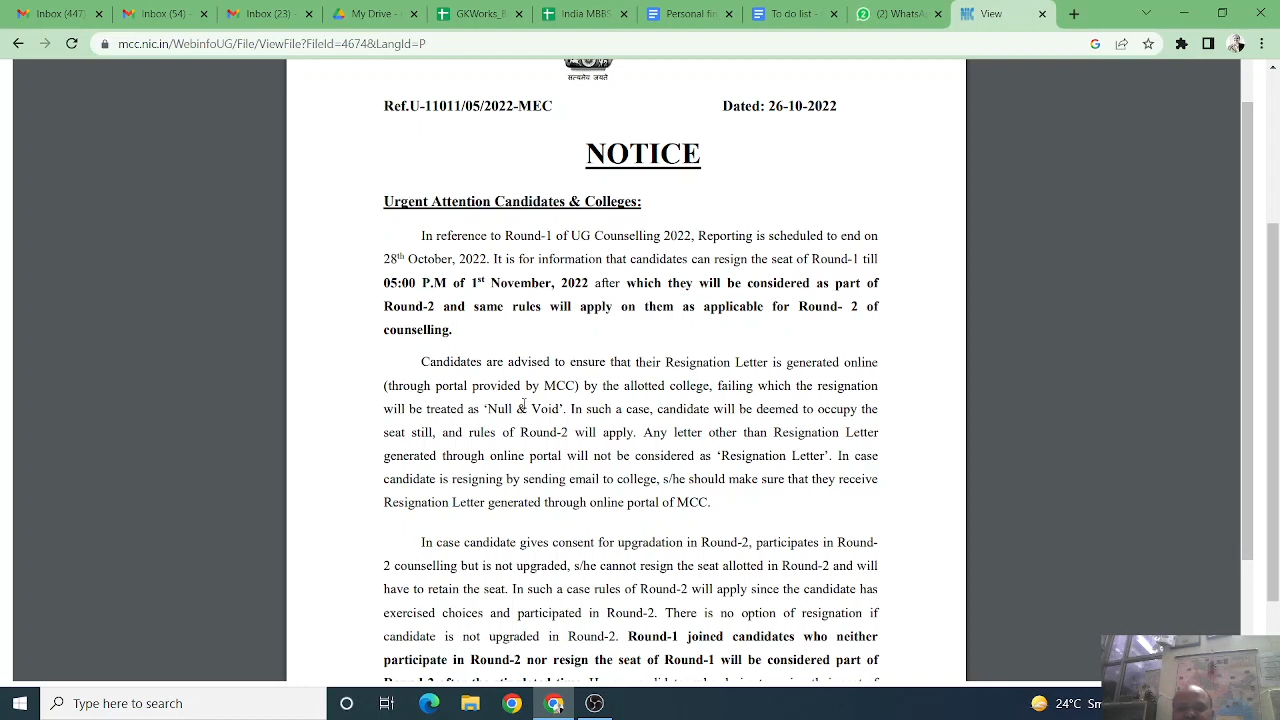 Inbox (447)
Inbox (54) -
Inbox (23) -
My Drive -
GKWorks_B
India MBBS
Personal fin
To do list -
(2) WhatsA
View
mcc.nic.in/WebinfoUG/File/ViewFile?FileId=4674&LangId=P
सत्यमेव जयते
Ref.U-11011/05/2022-MEC
Dated: 26-10-2022
NOTICE
Urgent Attention Candidates & Colleges:
In reference to Round-1 of UG Counselling 2022, Reporting is scheduled to end on
28th October, 2022. It is for information that candidates can resign the seat of Round-1 till
05:00 P.M of 1st November, 2022 after which they will be considered as part of
Round-2 and same rules will apply on them as applicable for Round- 2 of
counselling.
Candidates are advised to ensure that their Resignation Letter is generated online
(through portal provided by MCC) by the allotted college, failing which the resignation
will be treated as ‘Null & Void’. In such a case, candidate will be deemed to occupy the
seat still, and rules of Round-2 will apply. Any letter other than Resignation Letter
generated through online portal will not be considered as ‘Resignation Letter’. In case
candidate is resigning by sending email to college, s/he should make sure that they receive
Resignation Letter generated through online portal of MCC.
In case candidate gives consent for upgradation in Round-2, participates in Round-
2 counselling but is not upgraded, s/he cannot resign the seat allotted in Round-2 and will
have to retain the seat. In such a case rules of Round-2 will apply since the candidate has
exercised choices and participated in Round-2. There is no option of resignation if
candidate is not upgraded in Round-2. Round-1 joined candidates who neither
participate in Round-2 nor resign the seat of Round-1 will be considered part of
Type here to search
24°C Sm